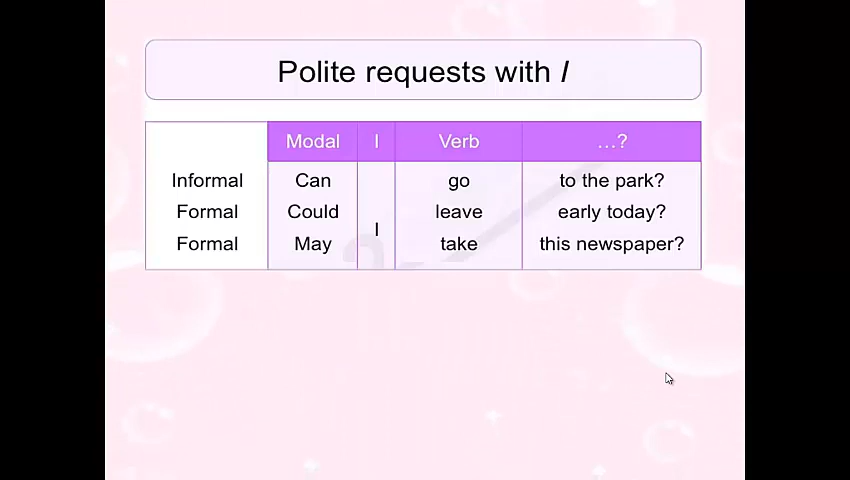 Polite requests with I
Modal I Verb …?
Informal Can go to the park?
Formal Could leave early today?
I
Formal May take this newspaper?